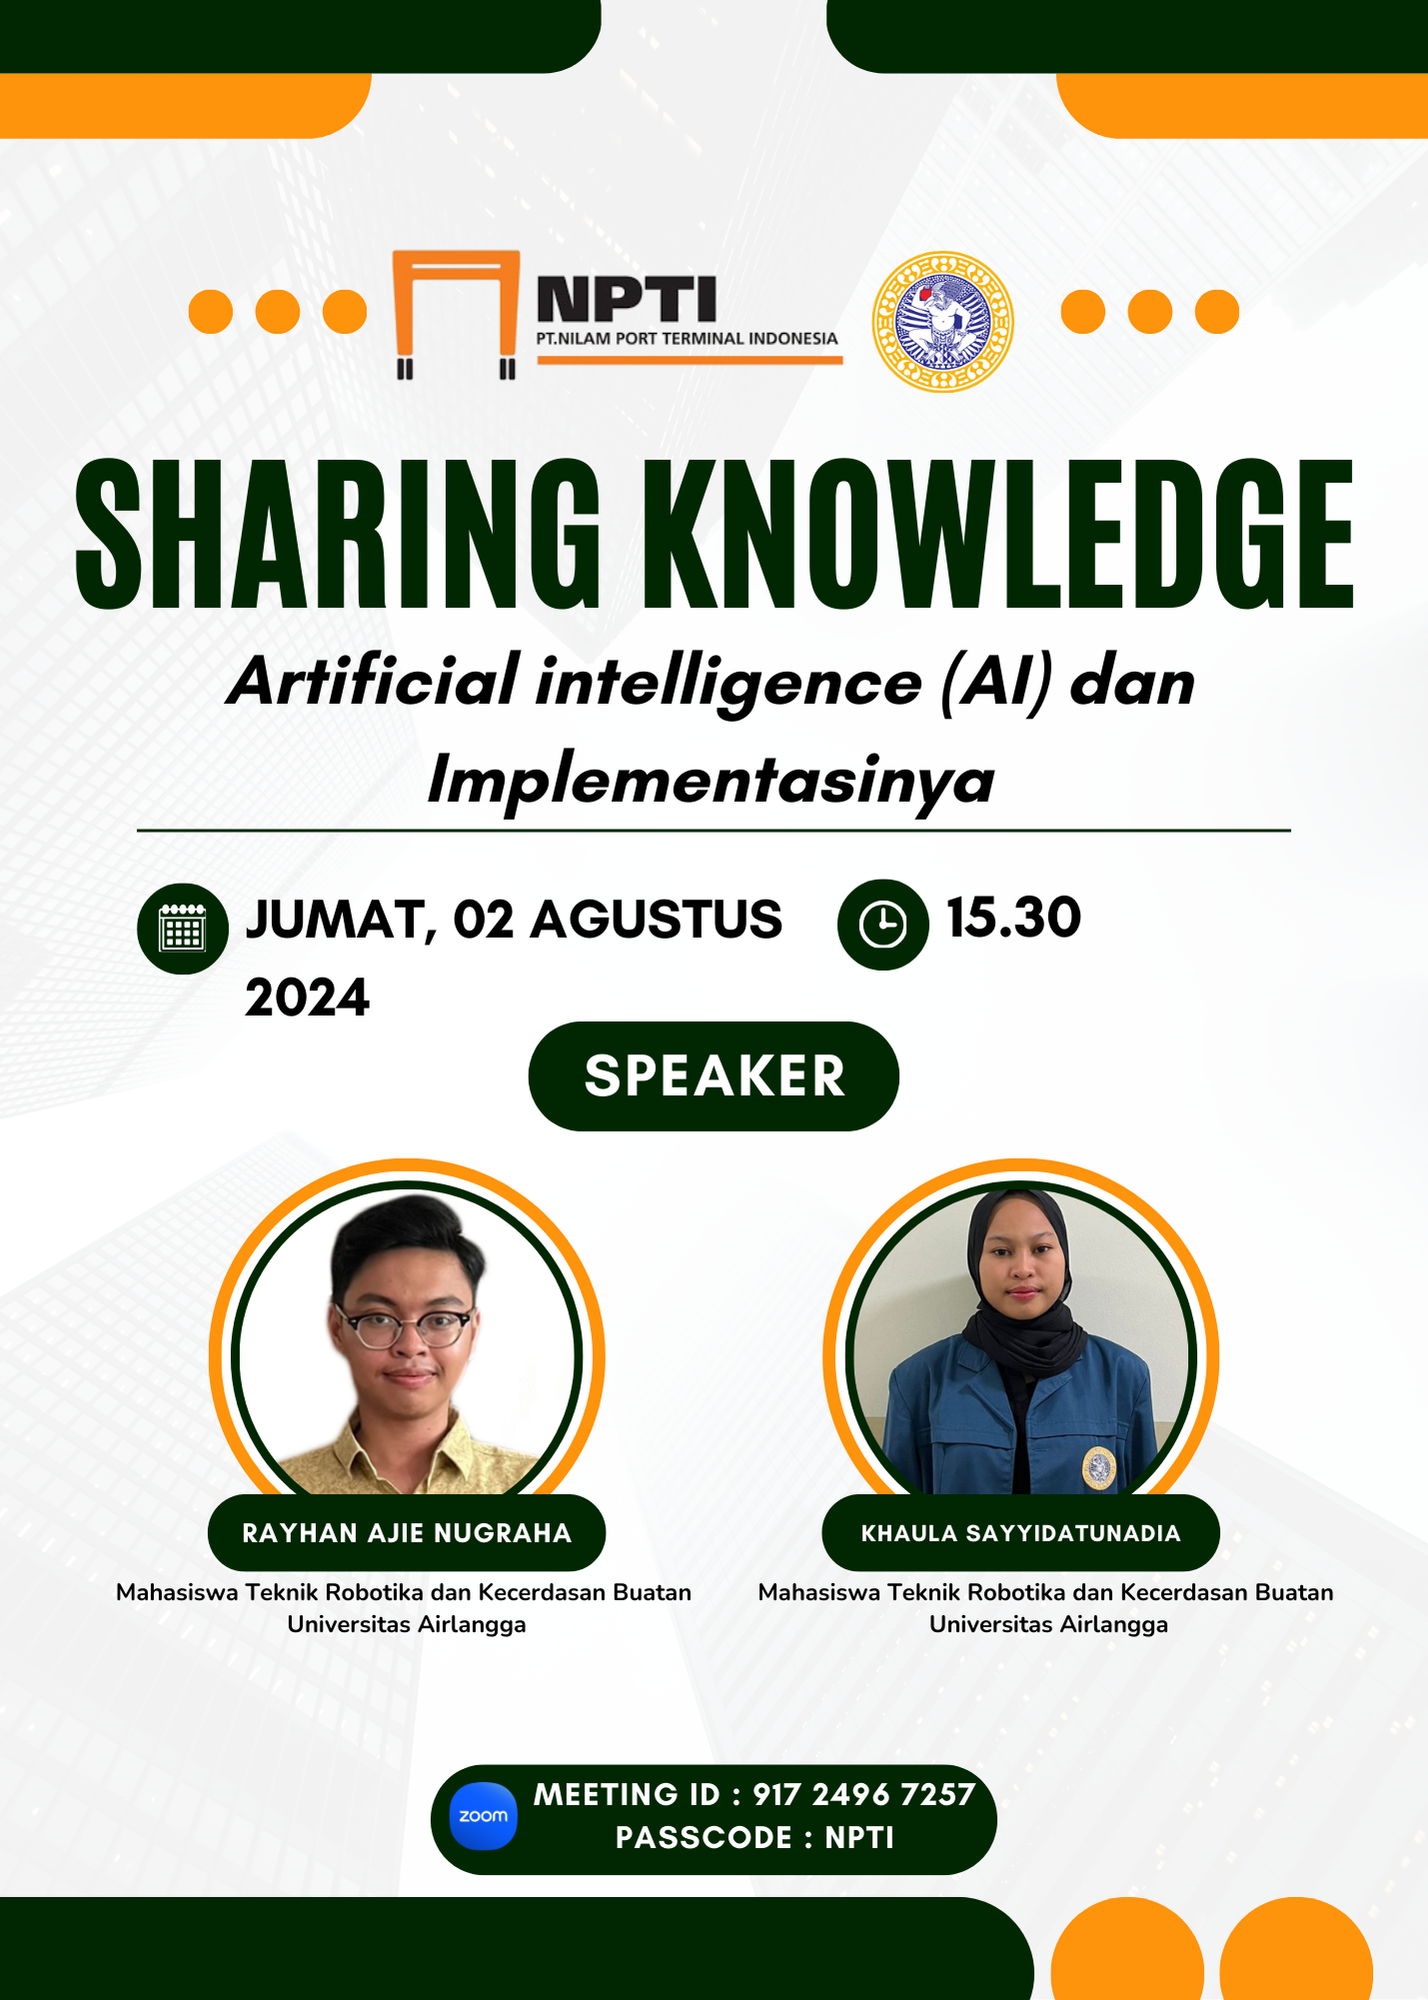 NPTI
PT.NILAM PORT TERMINAL INDONESIA
SHARING KNOWLEDGE
Artificial intelligence (AI) dan
Implementasinya
JUMAT, 02 AGUSTUS
2024
15.30
SPEAKER
RAYHAN AJIE NUGRAHA
Mahasiswa Teknik Robotika dan Kecerdasan Buatan
Universitas Airlangga
KHAULA SAYYIDATUNADIA
Mahasiswa Teknik Robotika dan Kecerdasan Buatan
Universitas Airlangga
zoom
MEETING ID : 917 2496 7257
PASSCODE : NPTI